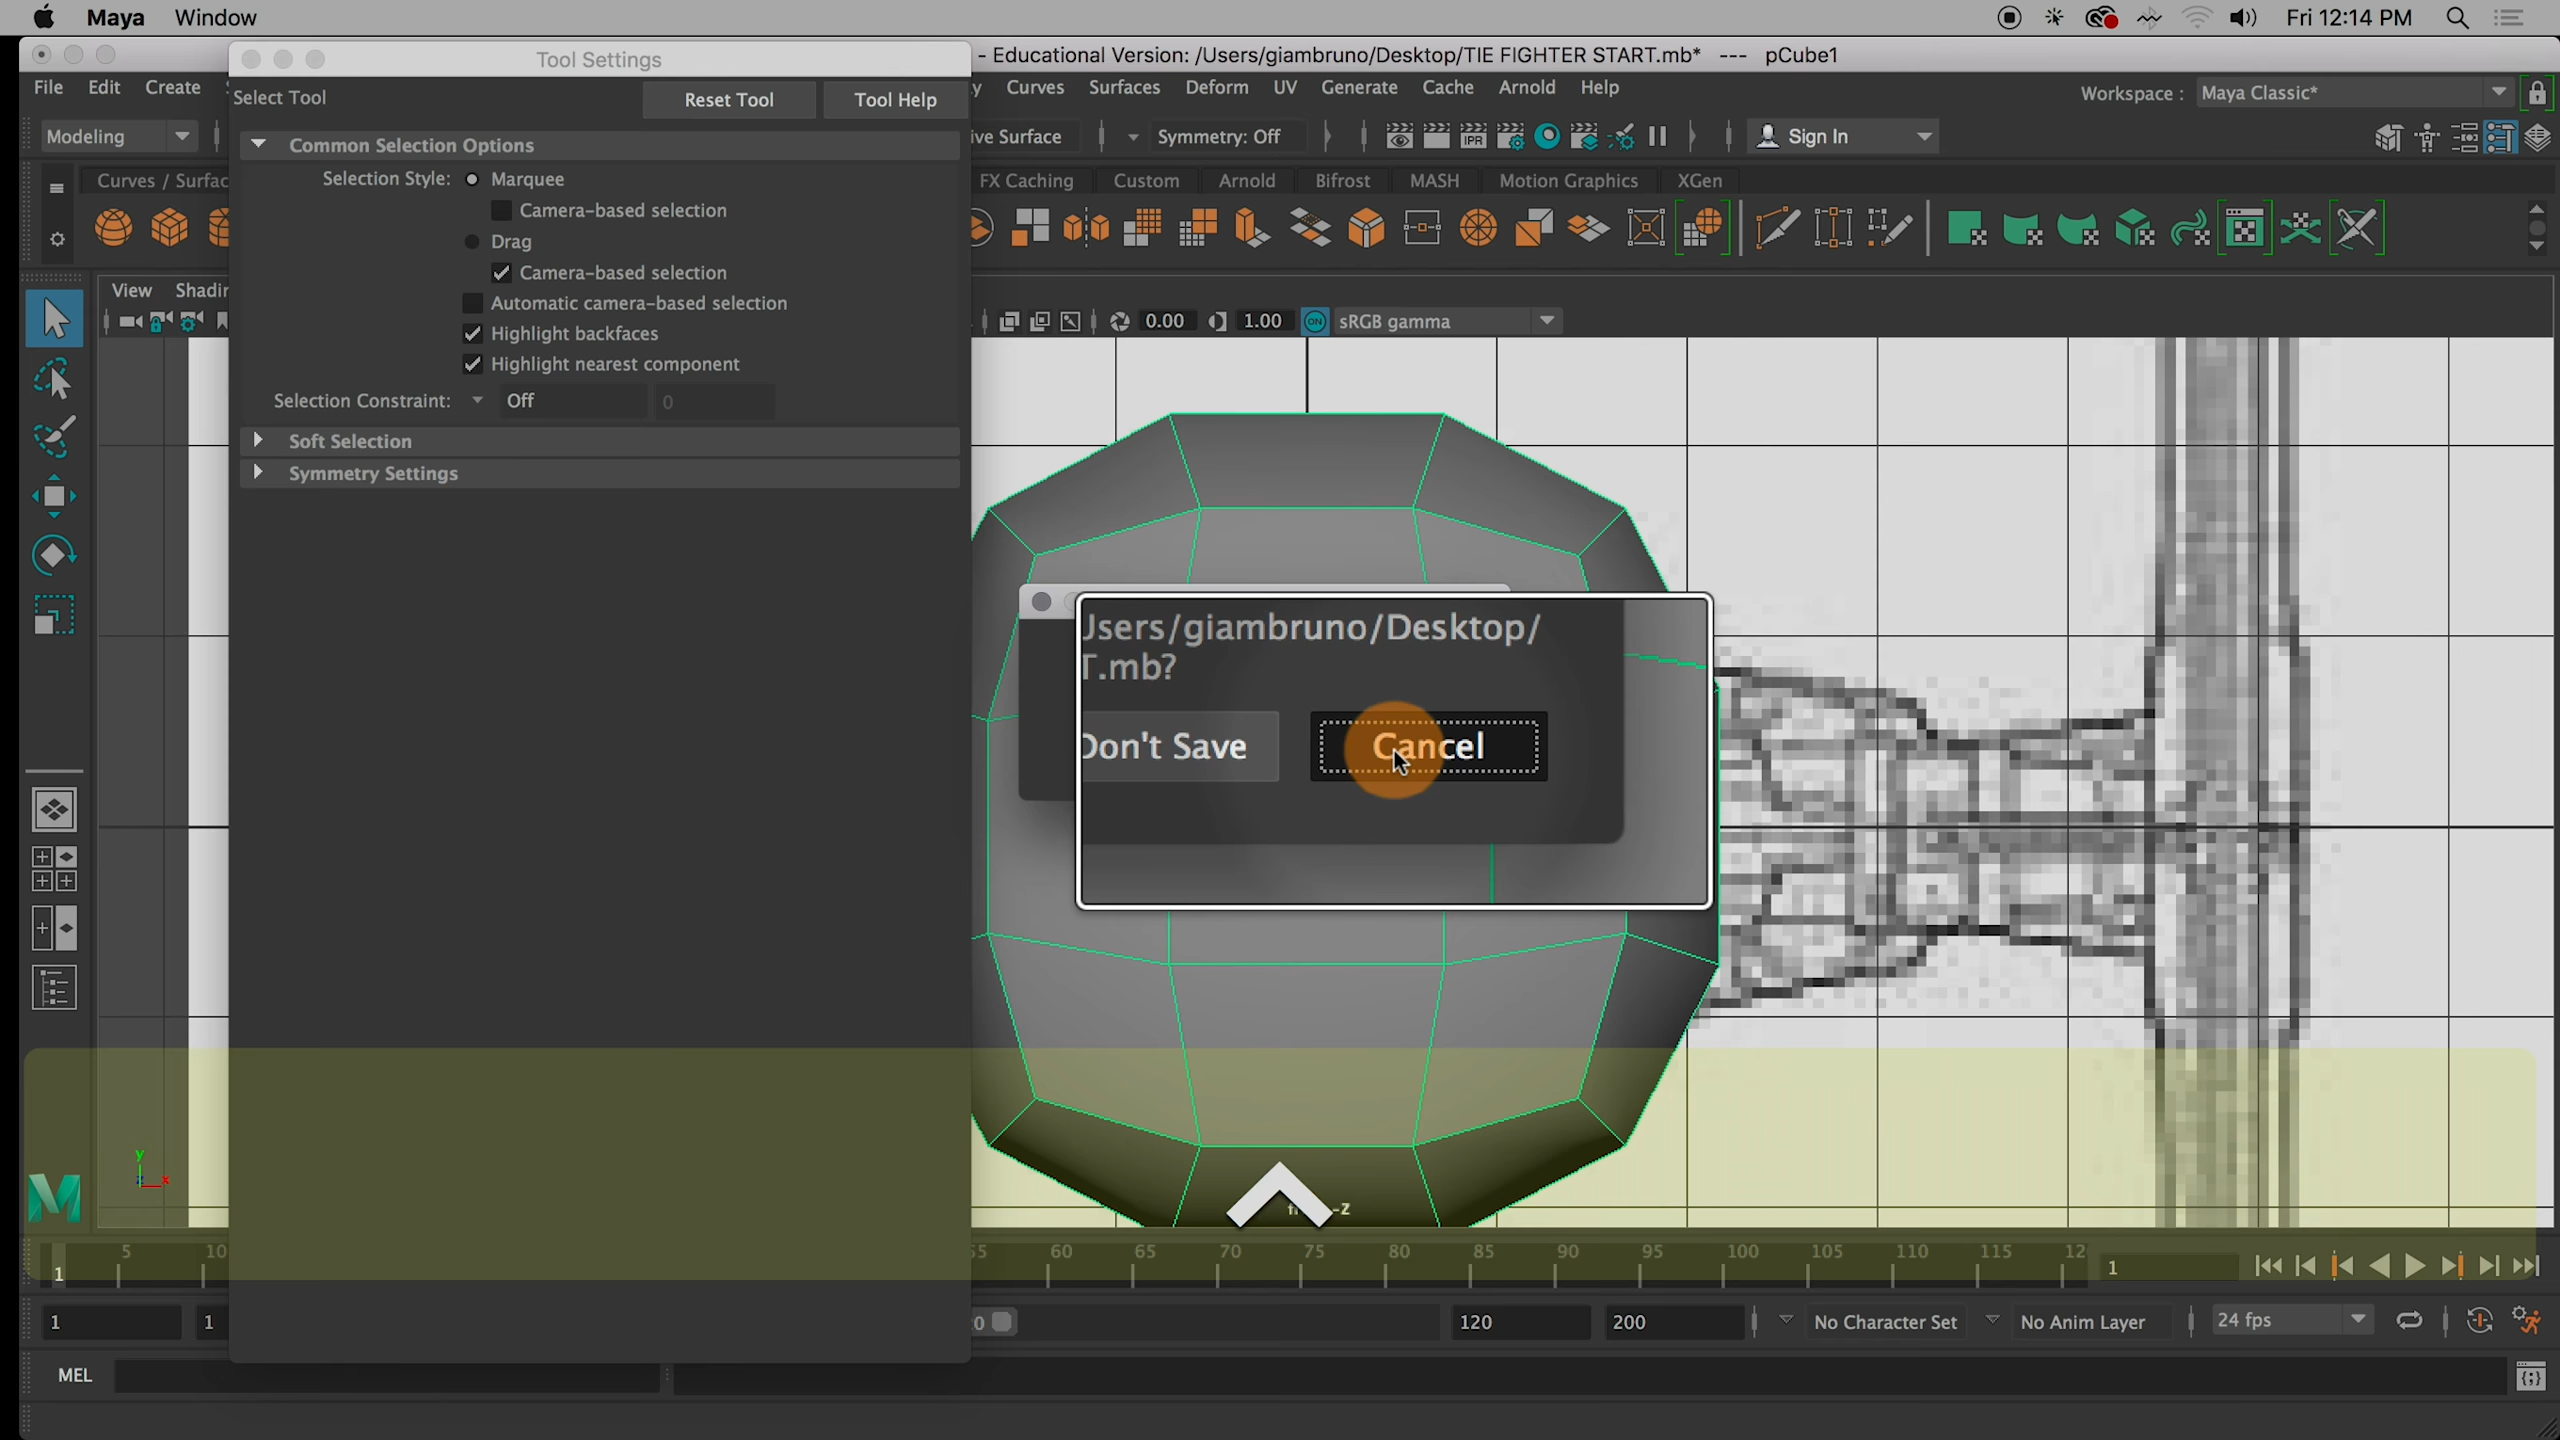 Maya Window Fri 12:14 PM
Tool Settings - Educational Version: /Users/giambruno/Desktop/TIE FIGHTER START.mb* --- pCube1
File Edit Create Curves Surfaces Deform UV Generate Cache Arnold Help
Select Tool Reset Tool Tool Help
Workspace : Maya Classic*
Modeling ive Surface Symmetry: Off IPR Sign In
Common Selection Options
Curves / Surfac FX Caching Custom Arnold Bifrost MASH Motion Graphics XGen
Selection Style: Marquee
Camera-based selection
Drag
Camera-based selection
View Shadin
Automatic camera-based selection
0.00 1.00 ON sRGB gamma
Highlight backfaces
Highlight nearest component
Selection Constraint: Off 0
Soft Selection
Symmetry Settings
Jsers/giambruno/Desktop/
T.mb?
Don't Save Cancel
y
z x
-Z
5 10 55 60 65 70 75 80 85 90 95 100 105 110 115 12
1 1
1 1 0 120 200 No Character Set No Anim Layer 24 fps
MEL